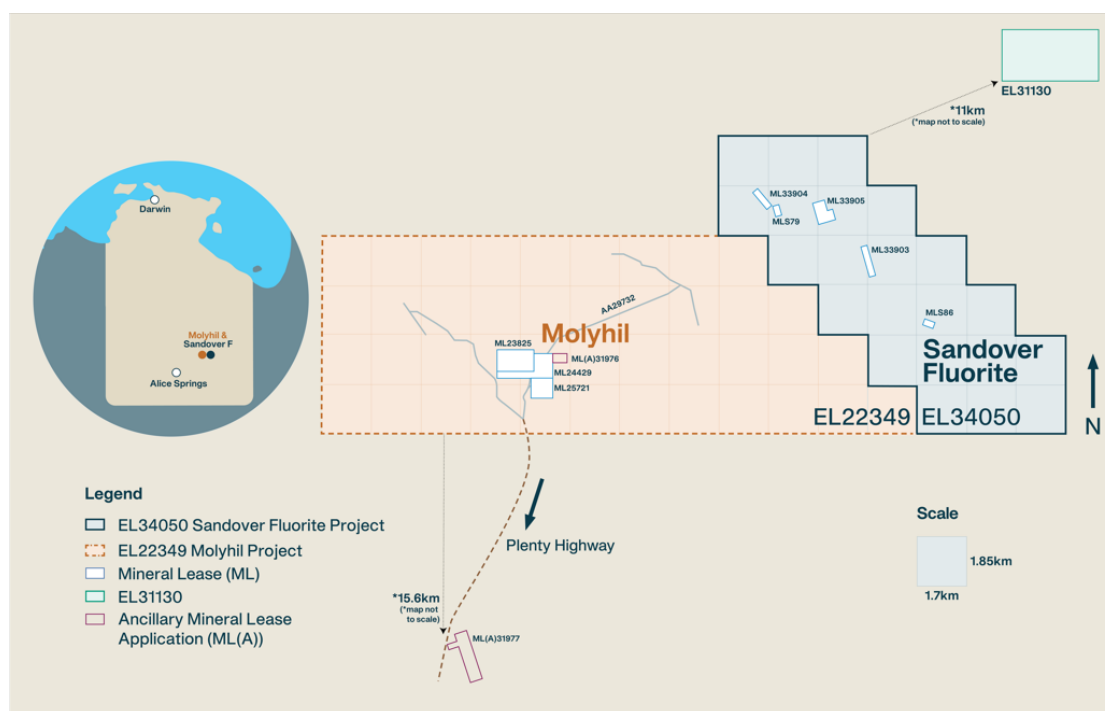 EL31130
*11km
(*map not to scale)
ML33904
ML33905
MLS79
Darwin
ML33903
AA29732
MLS86
Molyhil &
Sandover F
Molyhil
ML23825
ML(A)31976
Sandover
Fluorite
Alice Springs
ML24429
ML25721
EL22349
EL34050
N
Legend
EL34050 Sandover Fluorite Project
EL22349 Molyhil Project
Mineral Lease (ML)
EL31130
Ancillary Mineral Lease
Application (ML(A))
Plenty Highway
Scale
1.85km
1.7km
*15.6km
(*map not
to scale)
ML(A)31977